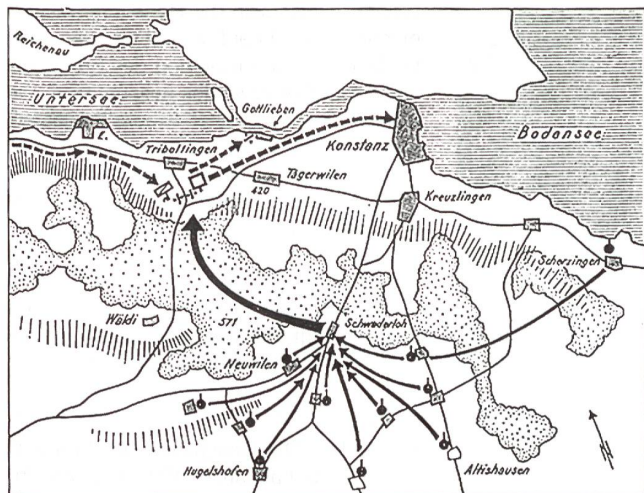 Reichenau
Untersee
Gottlieben
Bodensee
E.
Triboltingen
Konstanz
Tägerwilen
420
Kreuzlingen
Scherzingen
Wäldi
571
Schwaderloh
Neuwilen
Hugelshofen
Altishausen
N